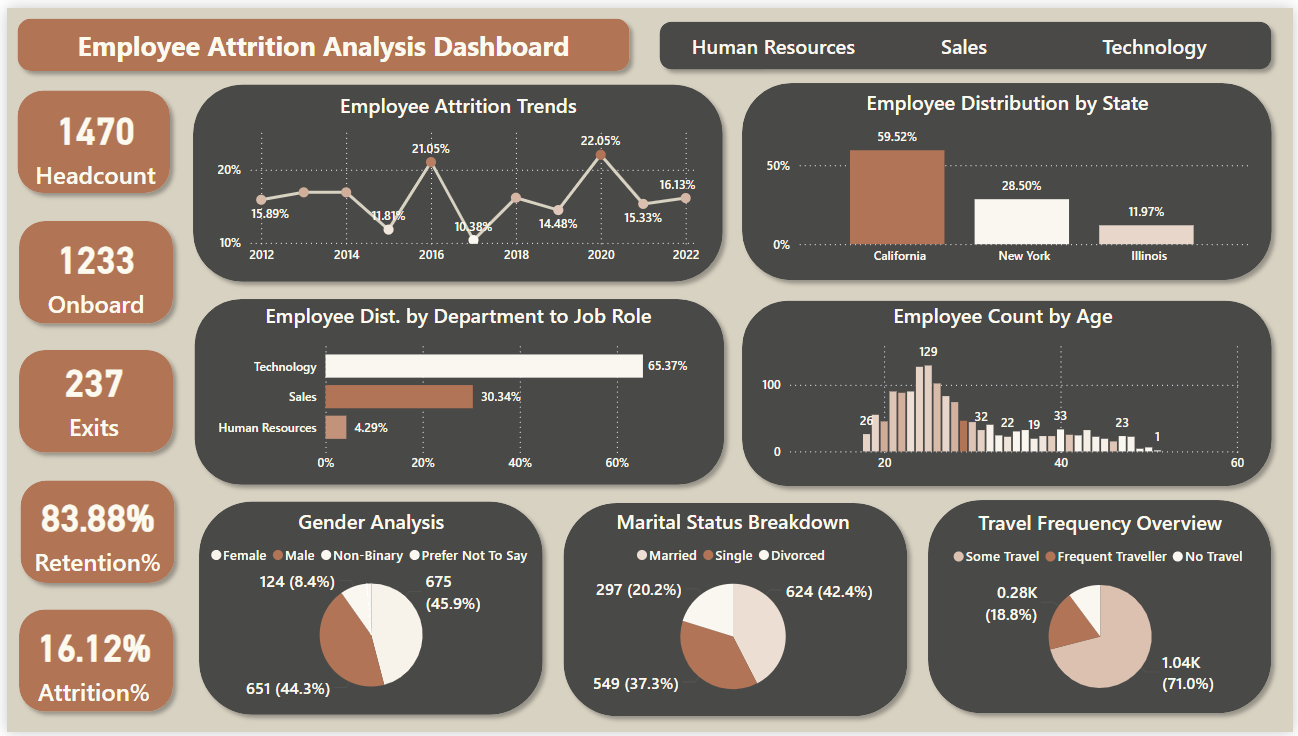 Employee Attrition Analysis Dashboard
Human Resources Sales Technology
1470
Headcount
1233
Onboard
237
Exits
83.88%
Retention%
16.12%
Attrition%
Employee Attrition Trends
22.05%
21.05%
20%
16.13%
15.89%
11.81%
10.38%
14.48%
15.33%
10%
2012 2014 2016 2018 2020 2022
Employee Distribution by State
59.52%
50%
28.50%
11.97%
0%
California New York Illinois
Employee Dist. by Department to Job Role
Technology 65.37%
Sales 30.34%
Human Resources 4.29%
0% 20% 40% 60%
Employee Count by Age
129
100
26 32 22 19 33 23 1
0
20 40 60
Gender Analysis
Female Male Non-Binary Prefer Not To Say
124 (8.4%)
675
(45.9%)
651 (44.3%)
Marital Status Breakdown
Married Single Divorced
297 (20.2%)
624 (42.4%)
549 (37.3%)
Travel Frequency Overview
Some Travel Frequent Traveller No Travel
0.28K
(18.8%)
1.04K
(71.0%)